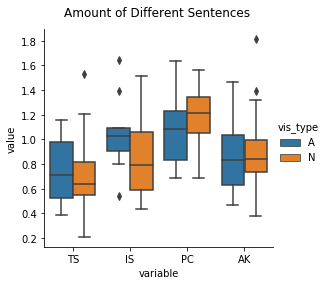 Amount of Different Sentences
1.8
1.6
1.4
1.2
1.0
0.8
0.6
0.4
0.2
value
TS IS PC AK
variable
vis_type
A
N